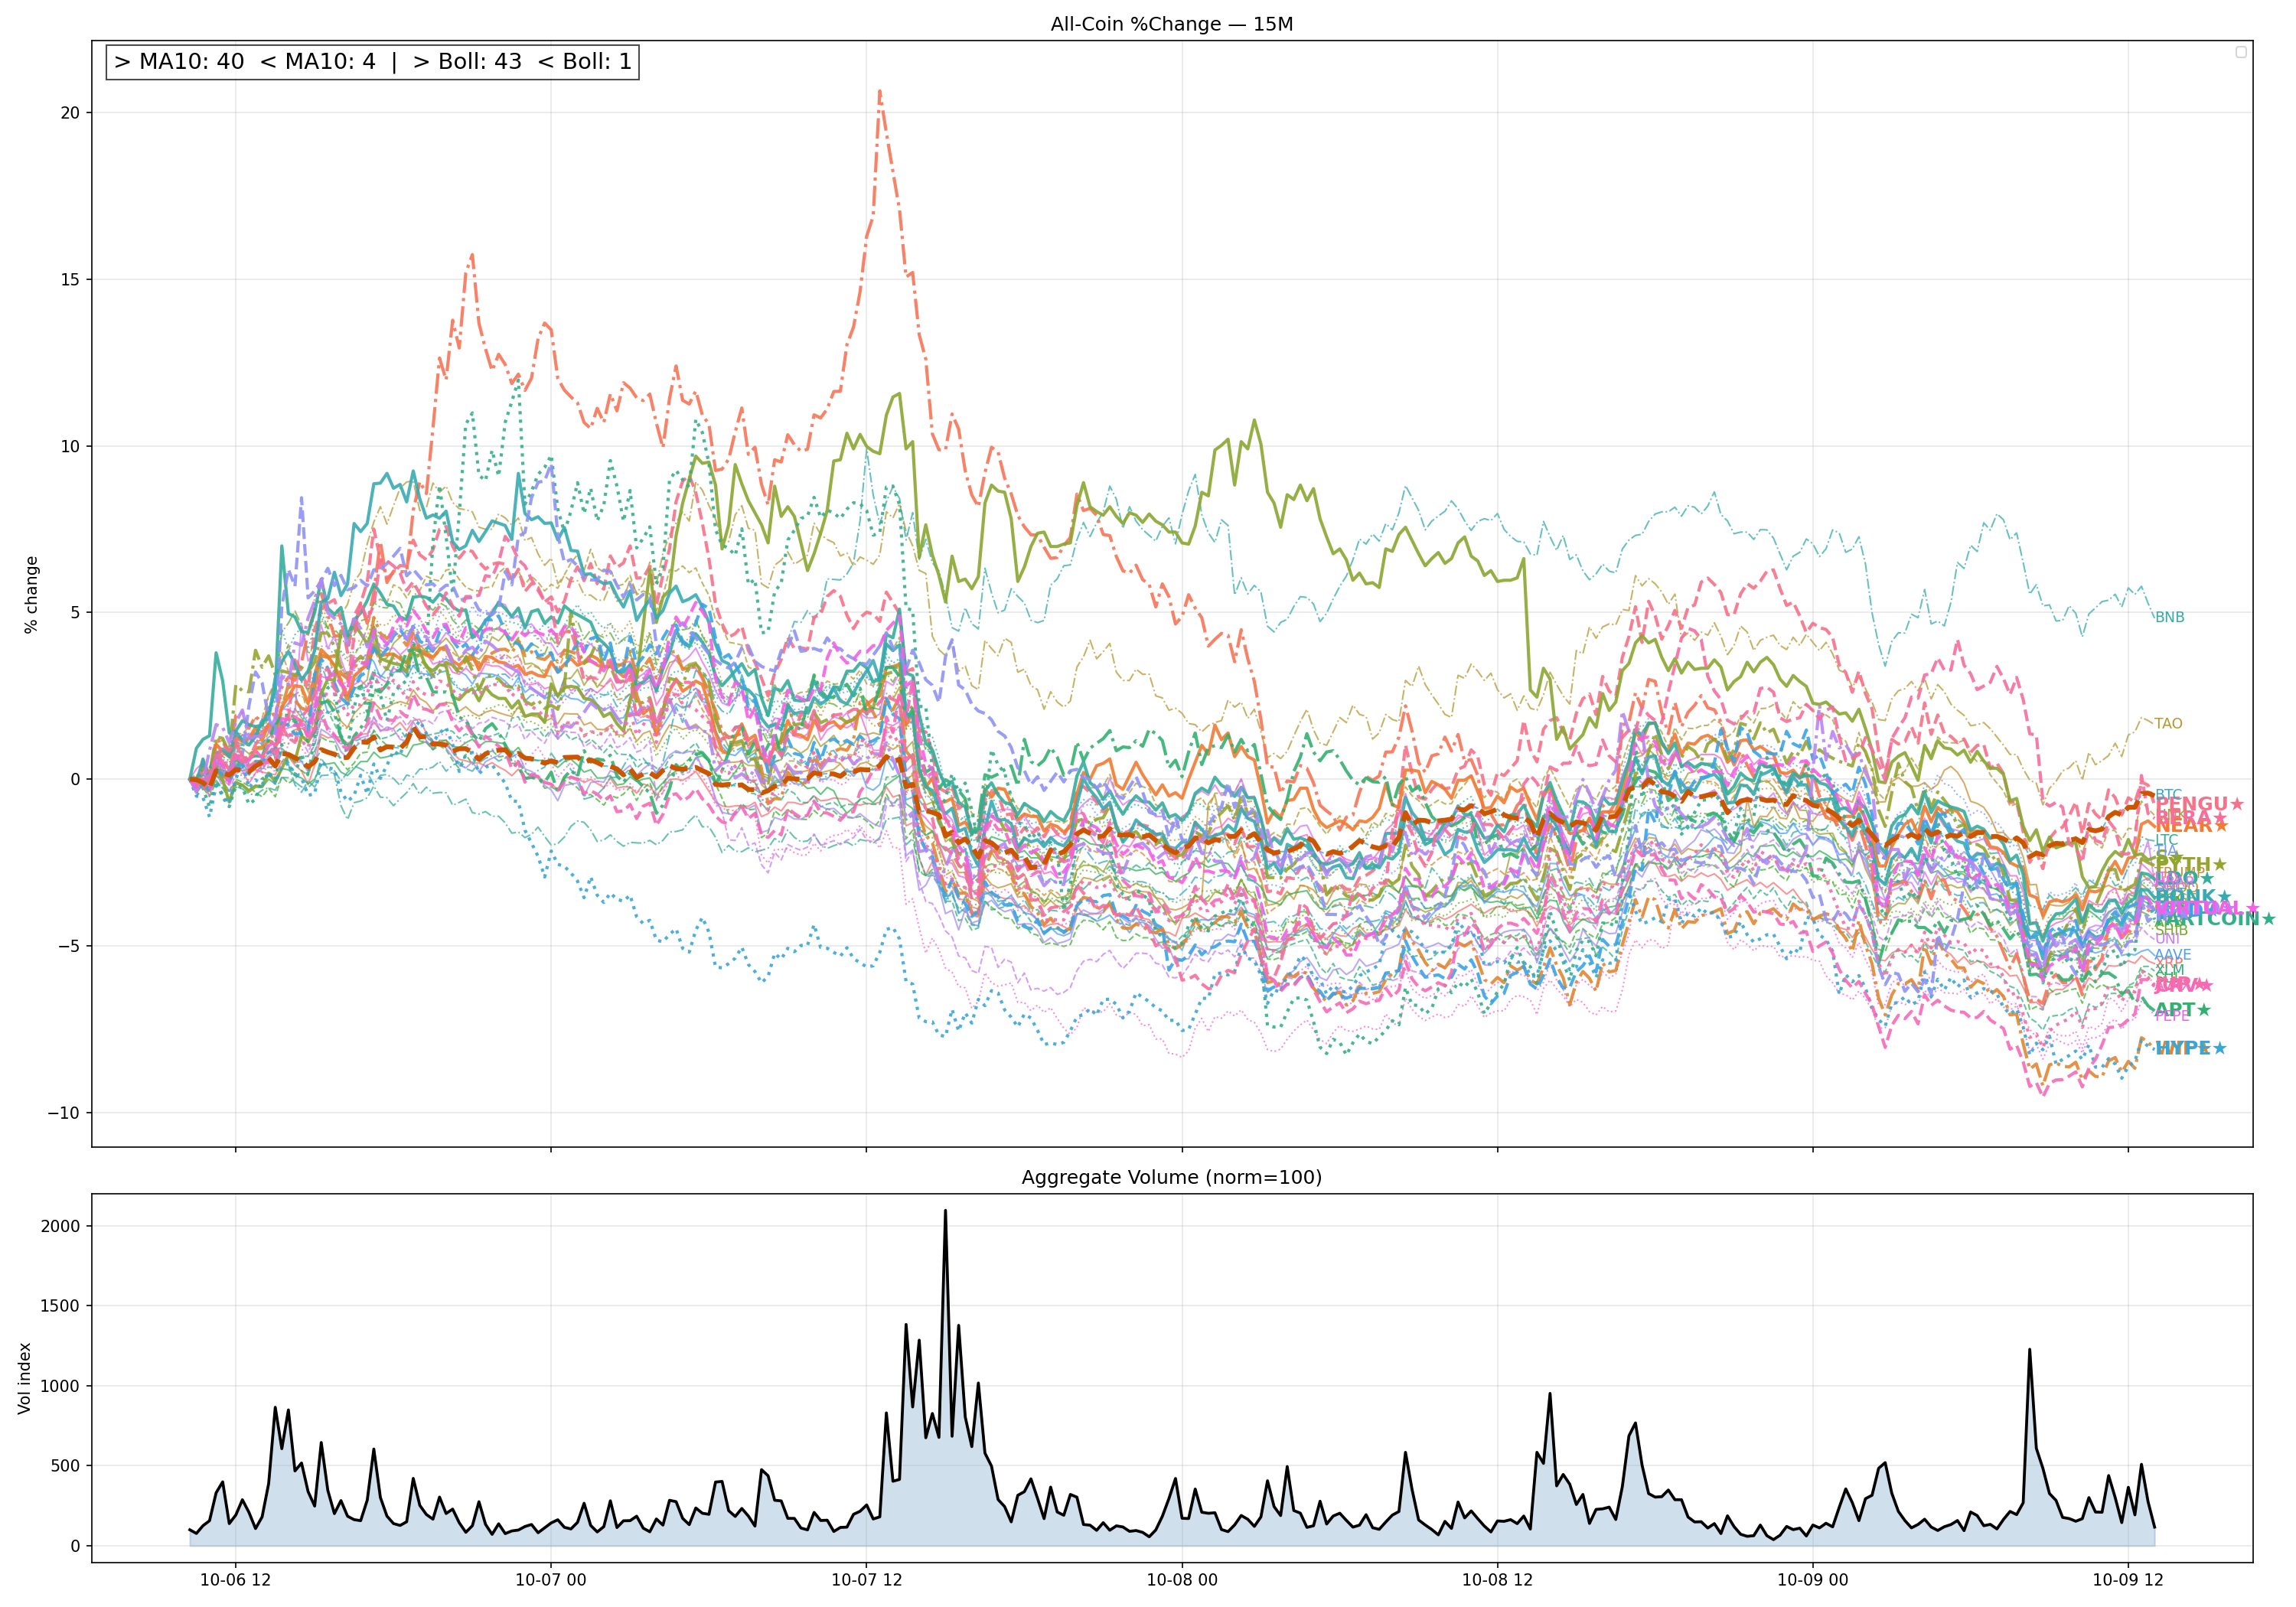 All-Coin %Change — 15M
> MA10: 40  < MA10: 4  |  > Boll: 43  < Boll: 1
% change
20
15
10
5
0
−5
−10
BNB
TAO
BTC
PENGU★
NEAR★
LTC
PYTH★
BONK★
SHIB
UNI
AAVE
XLM
APT★
PEPE
HYPE★
Aggregate Volume (norm=100)
Vol index
2000
1500
1000
500
0
10-06 12
10-07 00
10-07 12
10-08 00
10-08 12
10-09 00
10-09 12